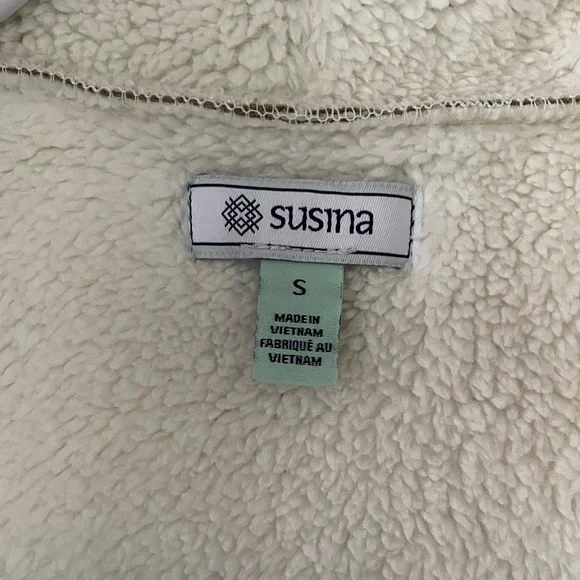 susina
S
MADE IN
VIETNAM
FABRIQUÉ AU
VIETNAM